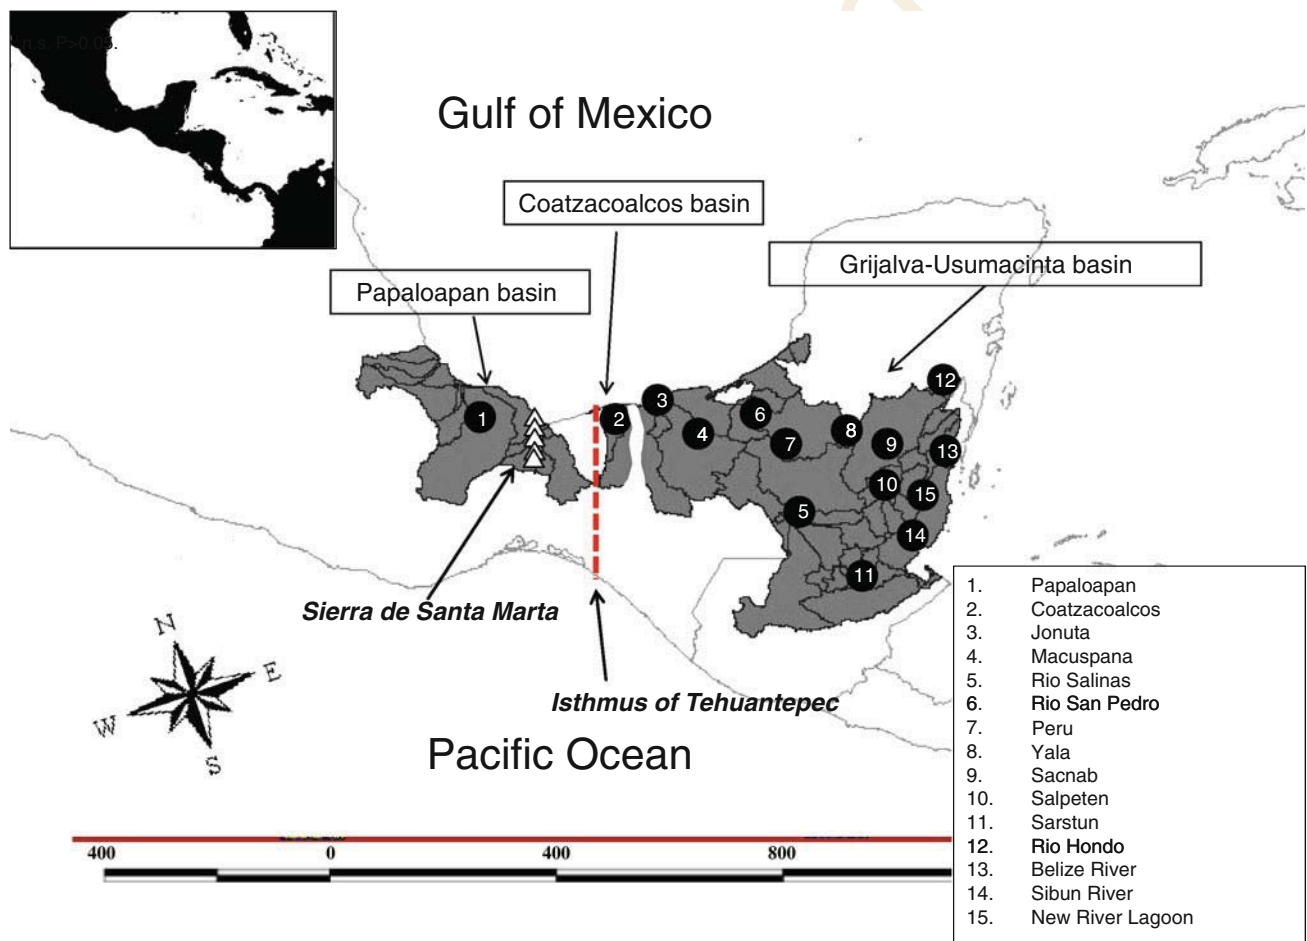 n.s. P>0.05.
Gulf of Mexico
Coatzacoalcos basin
Grijalva-Usumacinta basin
Papaloapan basin
1
2
3
4
5
6
7
8
9
10
11
12
13
14
15
Sierra de Santa Marta
Isthmus of Tehuantepec
Pacific Ocean
N
E
W
S
400 0 400 800
1. Papaloapan
2. Coatzacoalcos
3. Jonuta
4. Macuspana
5. Rio Salinas
6. Rio San Pedro
7. Peru
8. Yala
9. Sacnab
10. Salpeten
11. Sarstun
12. Rio Hondo
13. Belize River
14. Sibun River
15. New River Lagoon